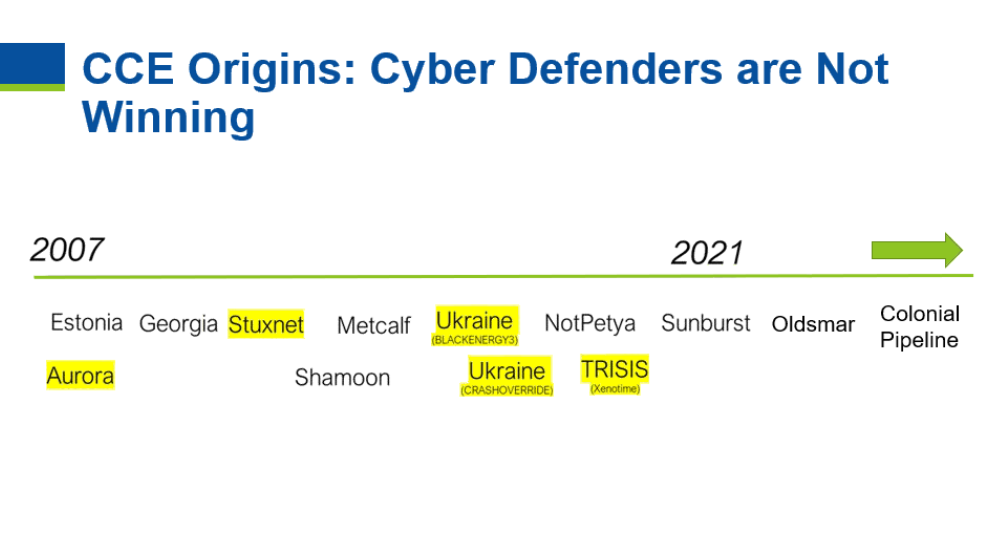 CCE Origins: Cyber Defenders are Not
Winning
2007
2021
Estonia
Georgia
Stuxnet
Metcalf
Ukraine
(BLACKENERGY3)
NotPetya
Sunburst
Oldsmar
Colonial
Pipeline
Aurora
Shamoon
Ukraine
(CRASHOVERRIDE)
TRISIS
(Xenotime)